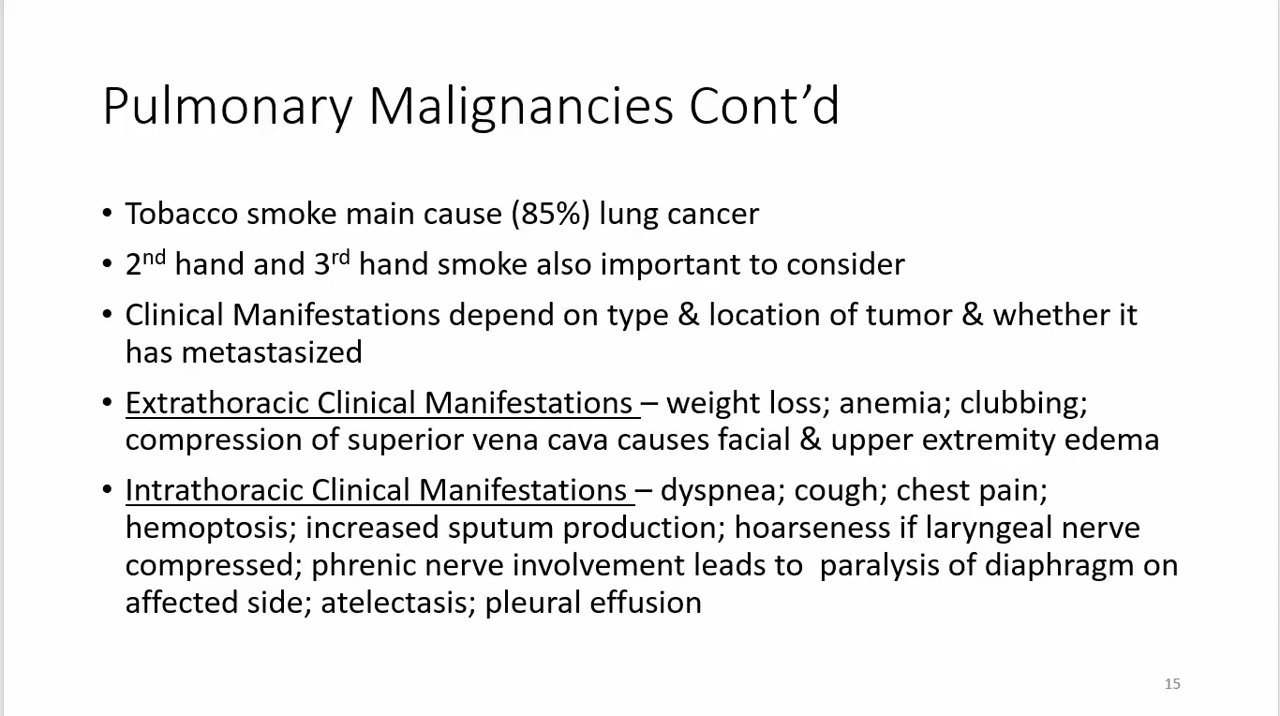 Pulmonary Malignancies Cont’d
• Tobacco smoke main cause (85%) lung cancer
• 2nd hand and 3rd hand smoke also important to consider
• Clinical Manifestations depend on type & location of tumor & whether it
has metastasized
• Extrathoracic Clinical Manifestations – weight loss; anemia; clubbing;
compression of superior vena cava causes facial & upper extremity edema
• Intrathoracic Clinical Manifestations – dyspnea; cough; chest pain;
hemoptosis; increased sputum production; hoarseness if laryngeal nerve
compressed; phrenic nerve involvement leads to  paralysis of diaphragm on
affected side; atelectasis; pleural effusion
15